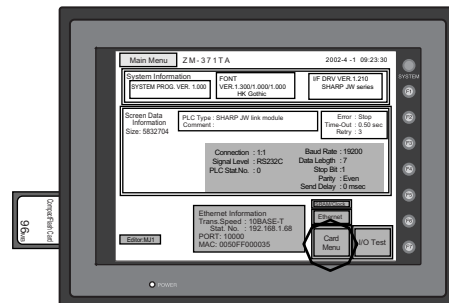 Main Menu ZM-371TA 2002-4 -1 09:23:30
System Information
SYSTEM PROG. VER. 1.000
FONT
VER.1.300/1.000/1.000
HK Gothic
I/F DRV VER.1.210
SHARP JW series
SYSTEM
F1
Screen Data
Information
Size: 5832704
PLC Type : SHARP JW link module
Comment :
Error : Stop
Time-Out : 0.50 sec
Retry : 3
F2
F3
Connection : 1:1
Signal Level : RS232C
PLC Stat.No. : 0
Baud Rate : 19200
Data Length : 7
Stop Bit :1
Parity : Even
Send Delay : 0 msec
F4
F5
Ethernet Information
Trans.Speed : 10BASE-T
Stat. No. : 192.168.1.68
PORT: 10000
MAC: 0050FF000035
SRAM/Clock
Ethernet
F6
Editor:MJ1
Card
Menu
I/O Test
F7
CompactFlash Card
96MB
POWER